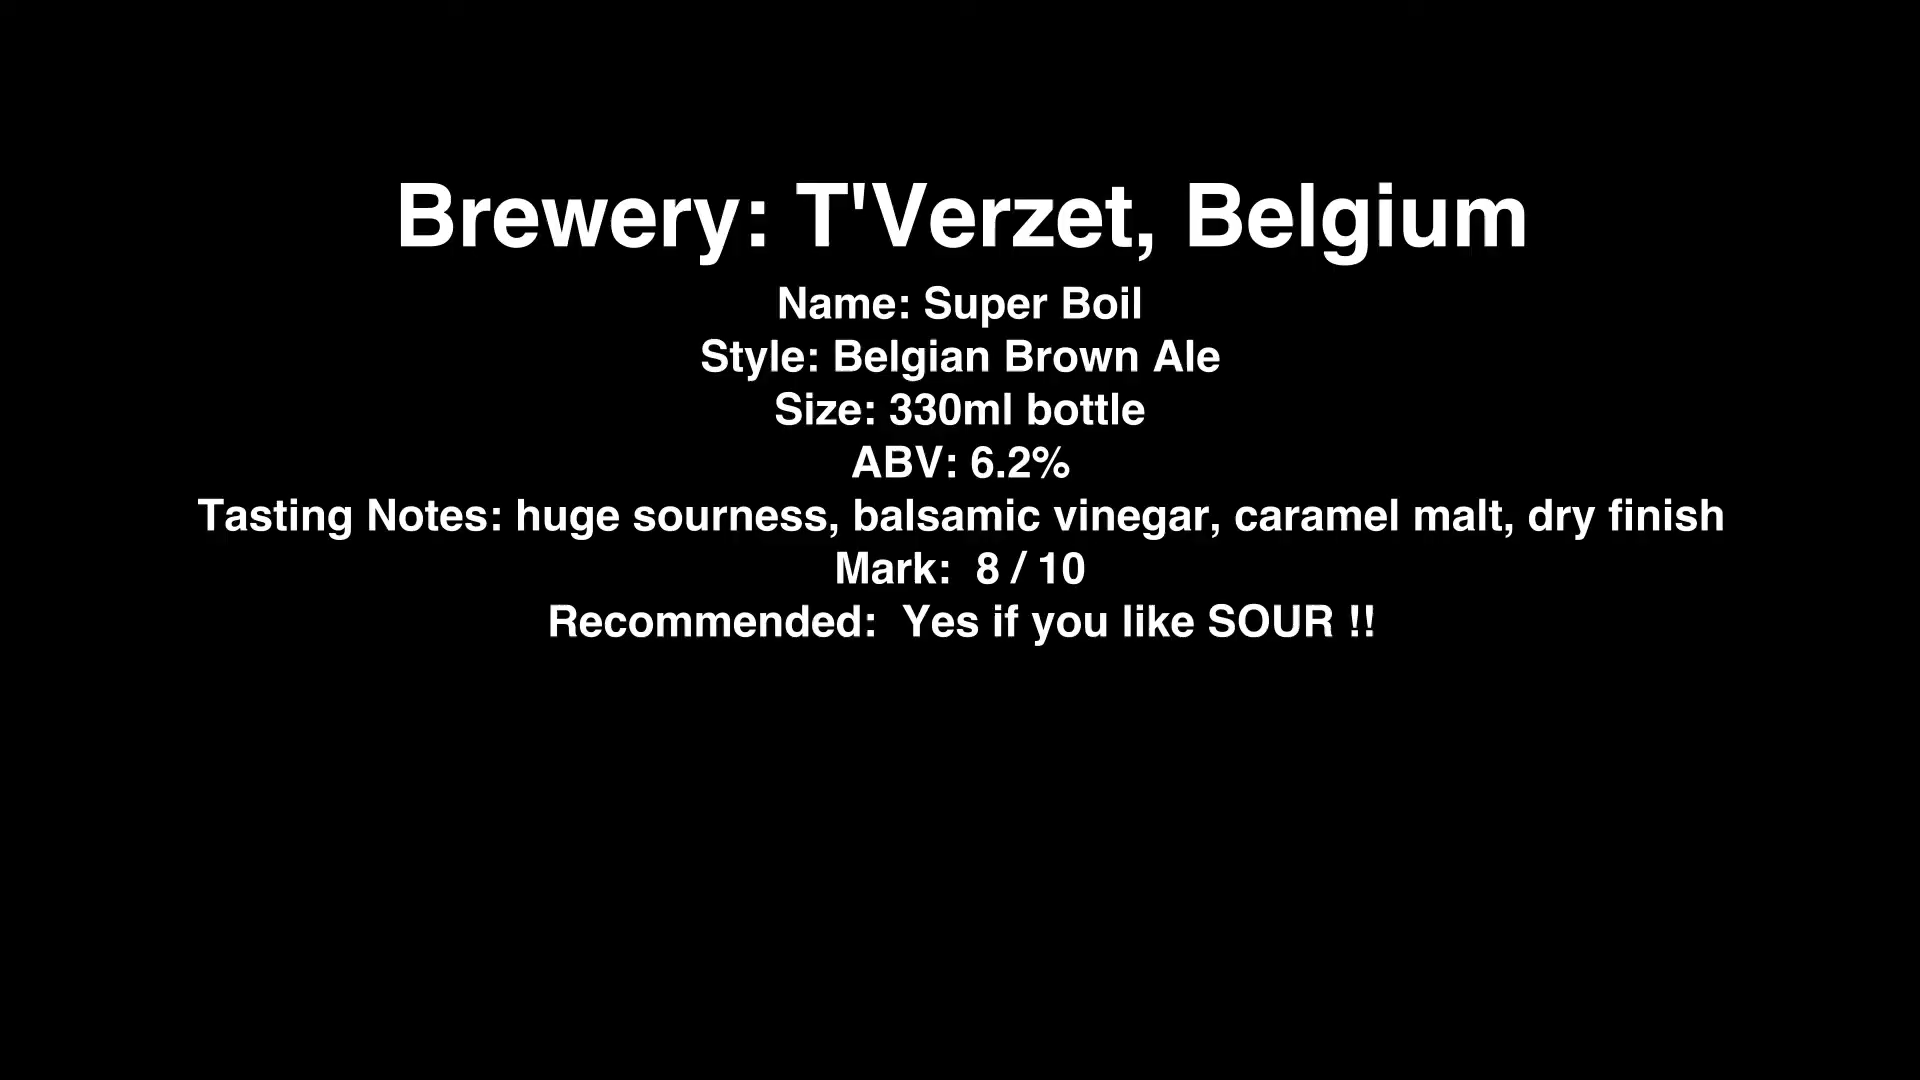 Brewery: T'Verzet, Belgium
Name: Super Boil
Style: Belgian Brown Ale
Size: 330ml bottle
ABV: 6.2%
Tasting Notes: huge sourness, balsamic vinegar, caramel malt, dry finish
Mark:  8 / 10
Recommended:  Yes if you like SOUR !!